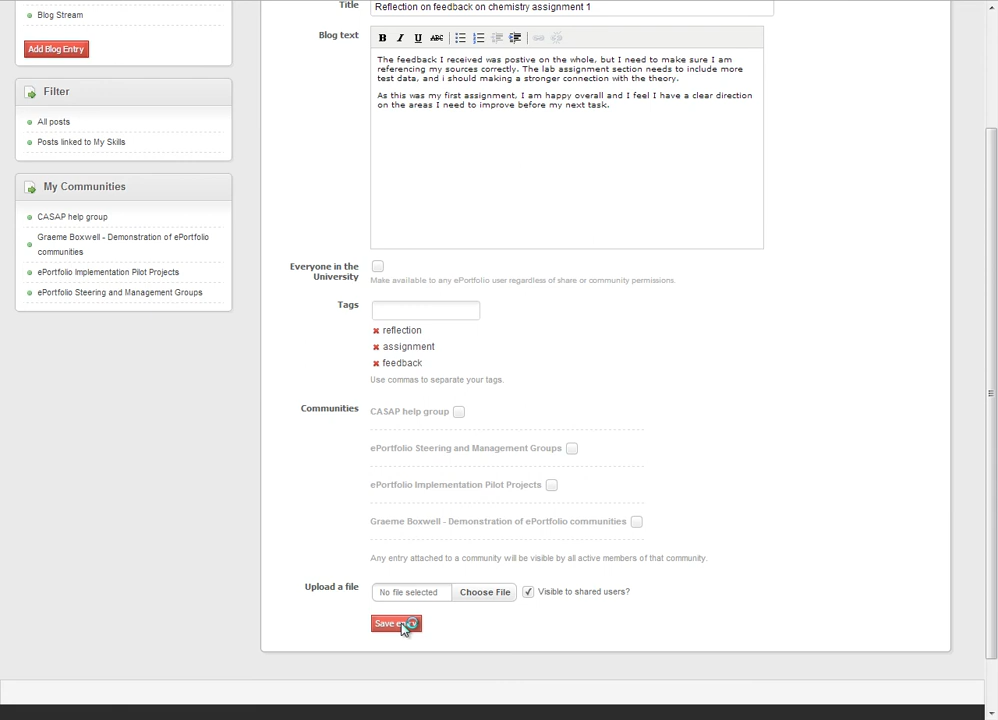 Blog Stream
Add Blog Entry
Filter
All posts
Posts linked to My Skills
My Communities
CASAP help group
Graeme Boxwell - Demonstration of ePortfolio
communities
ePortfolio Implementation Pilot Projects
ePortfolio Steering and Management Groups
Title
Reflection on feedback on chemistry assignment 1
Blog text
B I U ABC
The feedback I received was postive on the whole, but I need to make sure I am
referencing my sources correctly. The lab assignment section needs to include more
test data, and i should making a stronger connection with the theory.
As this was my first assignment, I am happy overall and I feel I have a clear direction
on the areas I need to improve before my next task.
Everyone in the
University
Make available to any ePortfolio user regardless of share or community permissions.
Tags
reflection
assignment
feedback
Use commas to separate your tags.
Communities
CASAP help group
ePortfolio Steering and Management Groups
ePortfolio Implementation Pilot Projects
Graeme Boxwell - Demonstration of ePortfolio communities
Any entry attached to a community will be visible by all active members of that community.
Upload a file
No file selected
Choose File
Visible to shared users?
Save